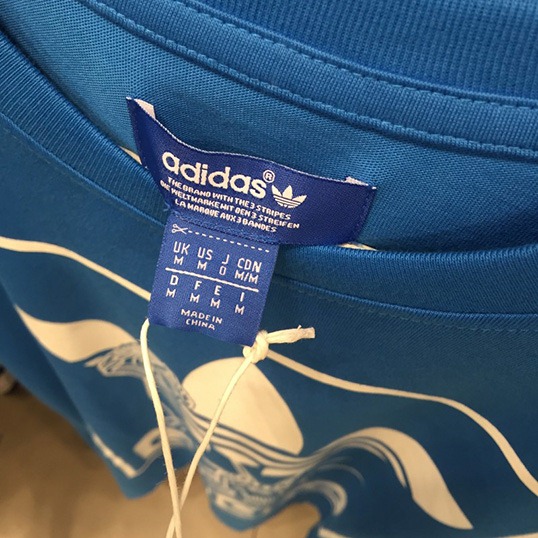 adidas®
THE BRAND WITH THE 3 STRIPES
DIE WELTMARKE MIT DEN 3 STREIFEN
LA MARQUE AUX 3 BANDES
UK US J CDN
M M O M/M
D F E I
M M M M
MADE IN
CHINA